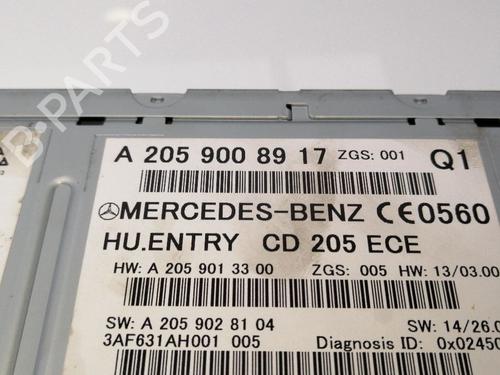 B-PARTS
A 205 900 89 17 ZGS: 001 Q1
MERCEDES-BENZ CE0560
HU.ENTRY CD 205 ECE
HW: A 205 901 33 00 ZGS: 005 HW: 13/03.00
SW: A 205 902 81 04 SW: 14/26.0
3AF631AH001 005 Diagnosis ID: 0x02450